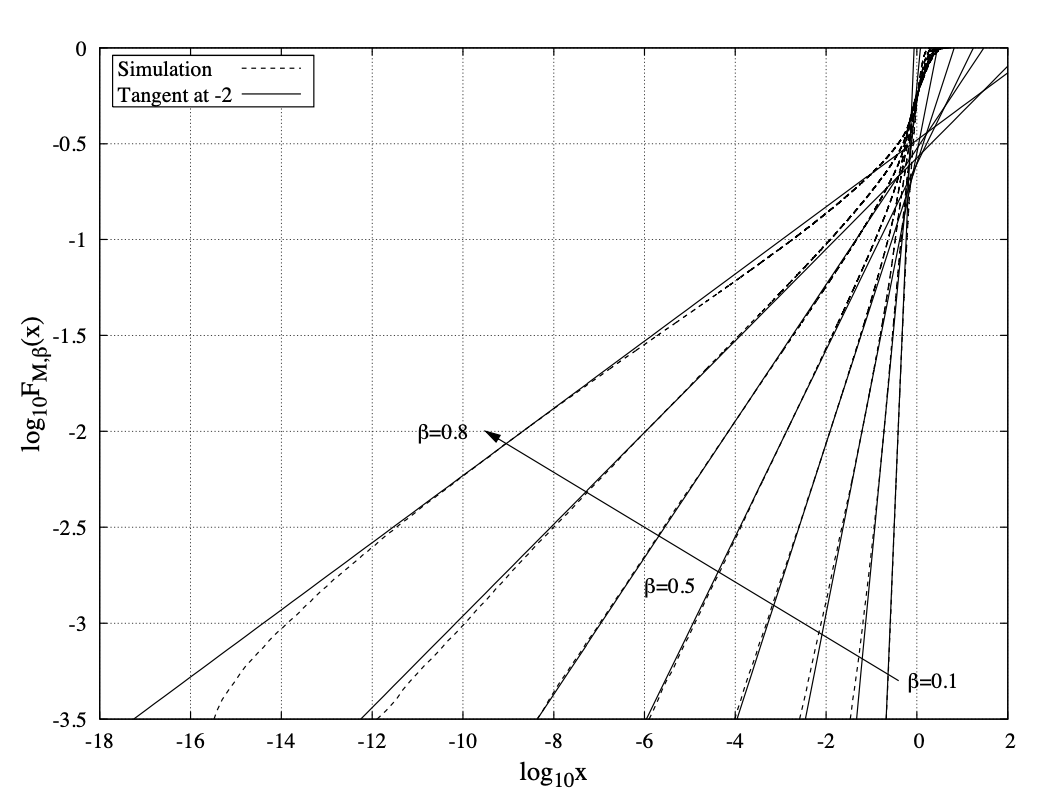 0
Simulation
Tangent at -2
-0.5
-1
-1.5
log10FM,β(x)
-2
β=0.8
-2.5
β=0.5
-3
β=0.1
-3.5
-18 -16 -14 -12 -10 -8 -6 -4 -2 0 2
log10x